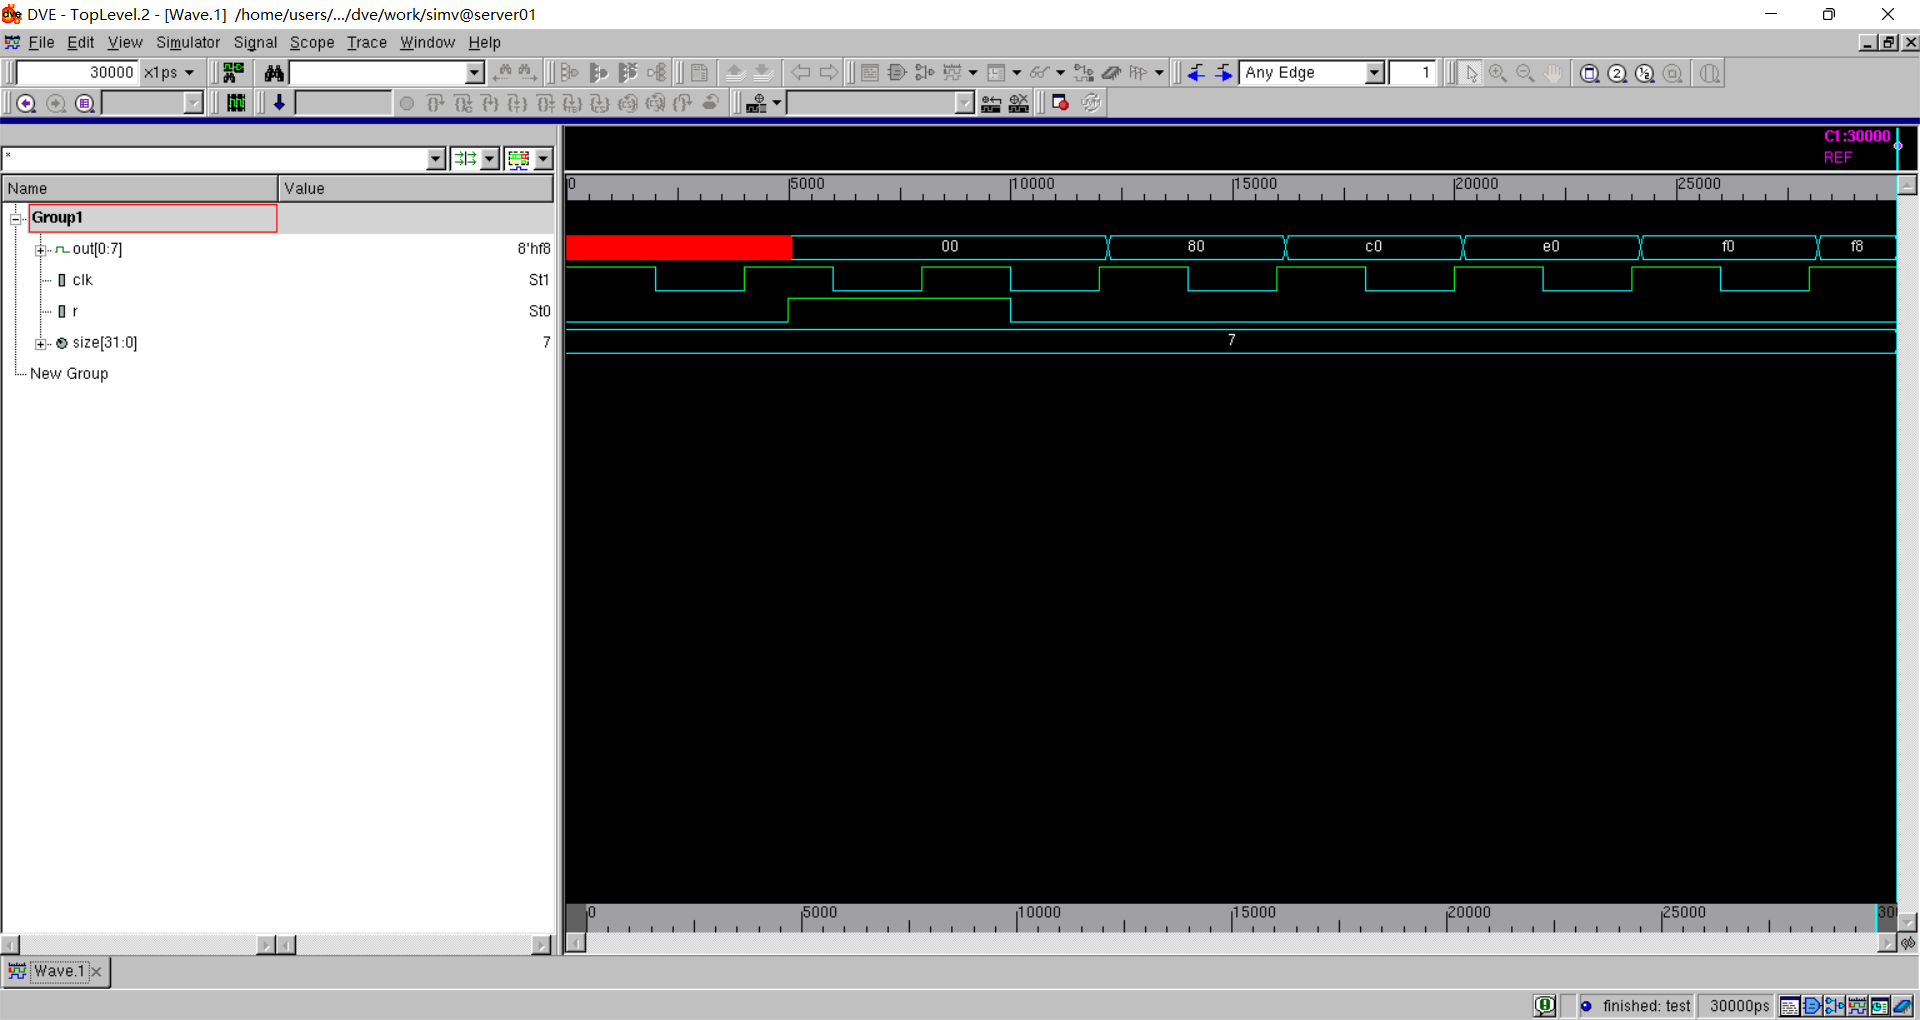 DVE - TopLevel.2 - [Wave.1]  /home/users/.../dve/work/simv@server01
File Edit View Simulator Signal Scope Trace Window Help
30000 x1ps Any Edge 1
C1:30000
REF
*
Name Value
0 5000 10000 15000 20000 25000
Group1
out[0:7] 8'hf8 00 80 c0 e0 f0 f8
clk St1
r St0
size[31:0] 7 7
New Group
0 5000 10000 15000 20000 25000 30
Wave.1
finished: test 30000ps